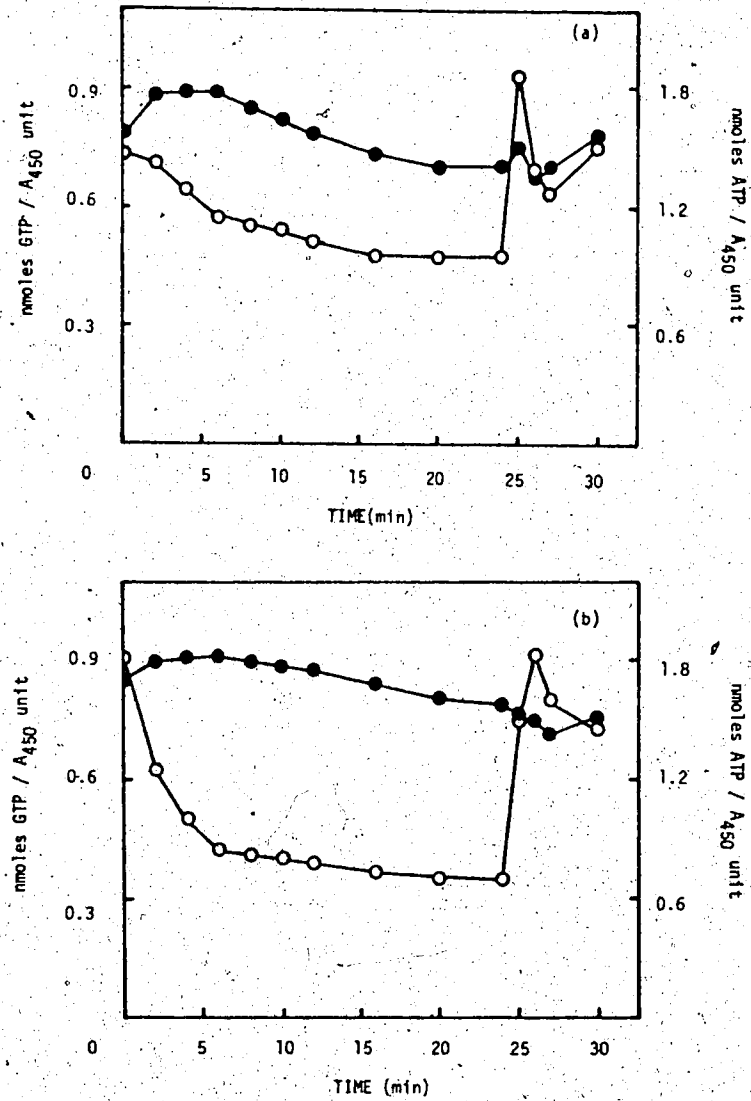 (a)
nmoles GTP / A450 unit
0.9
0.6
0.3
0
1.8
1.2
0.6
nmoles ATP / A450 unit
5 10 15 20 25 30
TIME(min)
(b)
nmoles GTP / A450 unit
0.9
0.6
0.3
0
1.8
1.2
0.6
nmoles ATP / A450 unit
5 10 15 20 25 30
TIME (min)